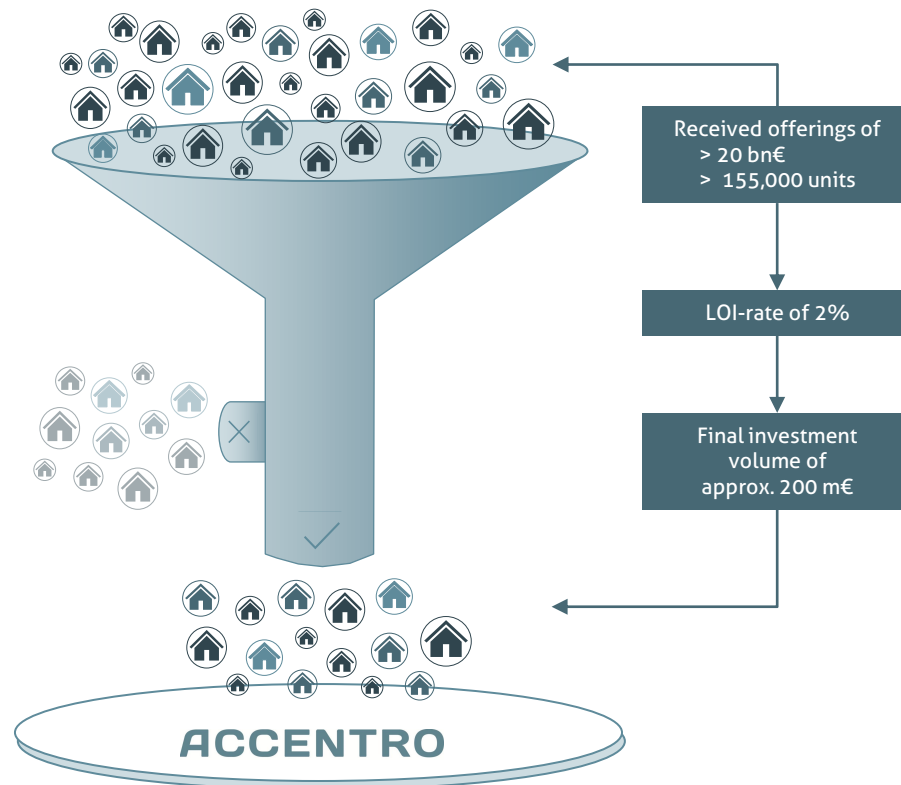 Received offerings of
> 20 bn€
> 155,000 units
LOI-rate of 2%
Final investment
volume of
approx. 200 m€
ACCENTRO